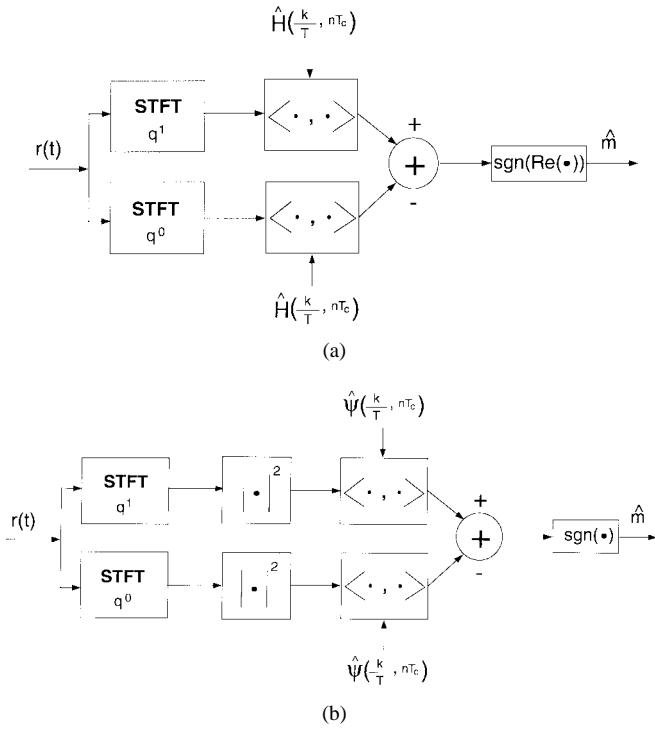 Ĥ(k/T, nTc)
STFT
q¹
< · , · >
+
r(t)
+
sgn(Re(•))
m̂
-
STFT
q⁰
< · , · >
Ĥ(k/T, nTc)
(a)
ψ̂(k/T, nTc)
STFT
q¹
|•|²
< · , · >
+
r(t)
+
sgn(•)
m̂
-
STFT
q⁰
|•|²
< · , · >
ψ̂(k/T, nTc)
(b)